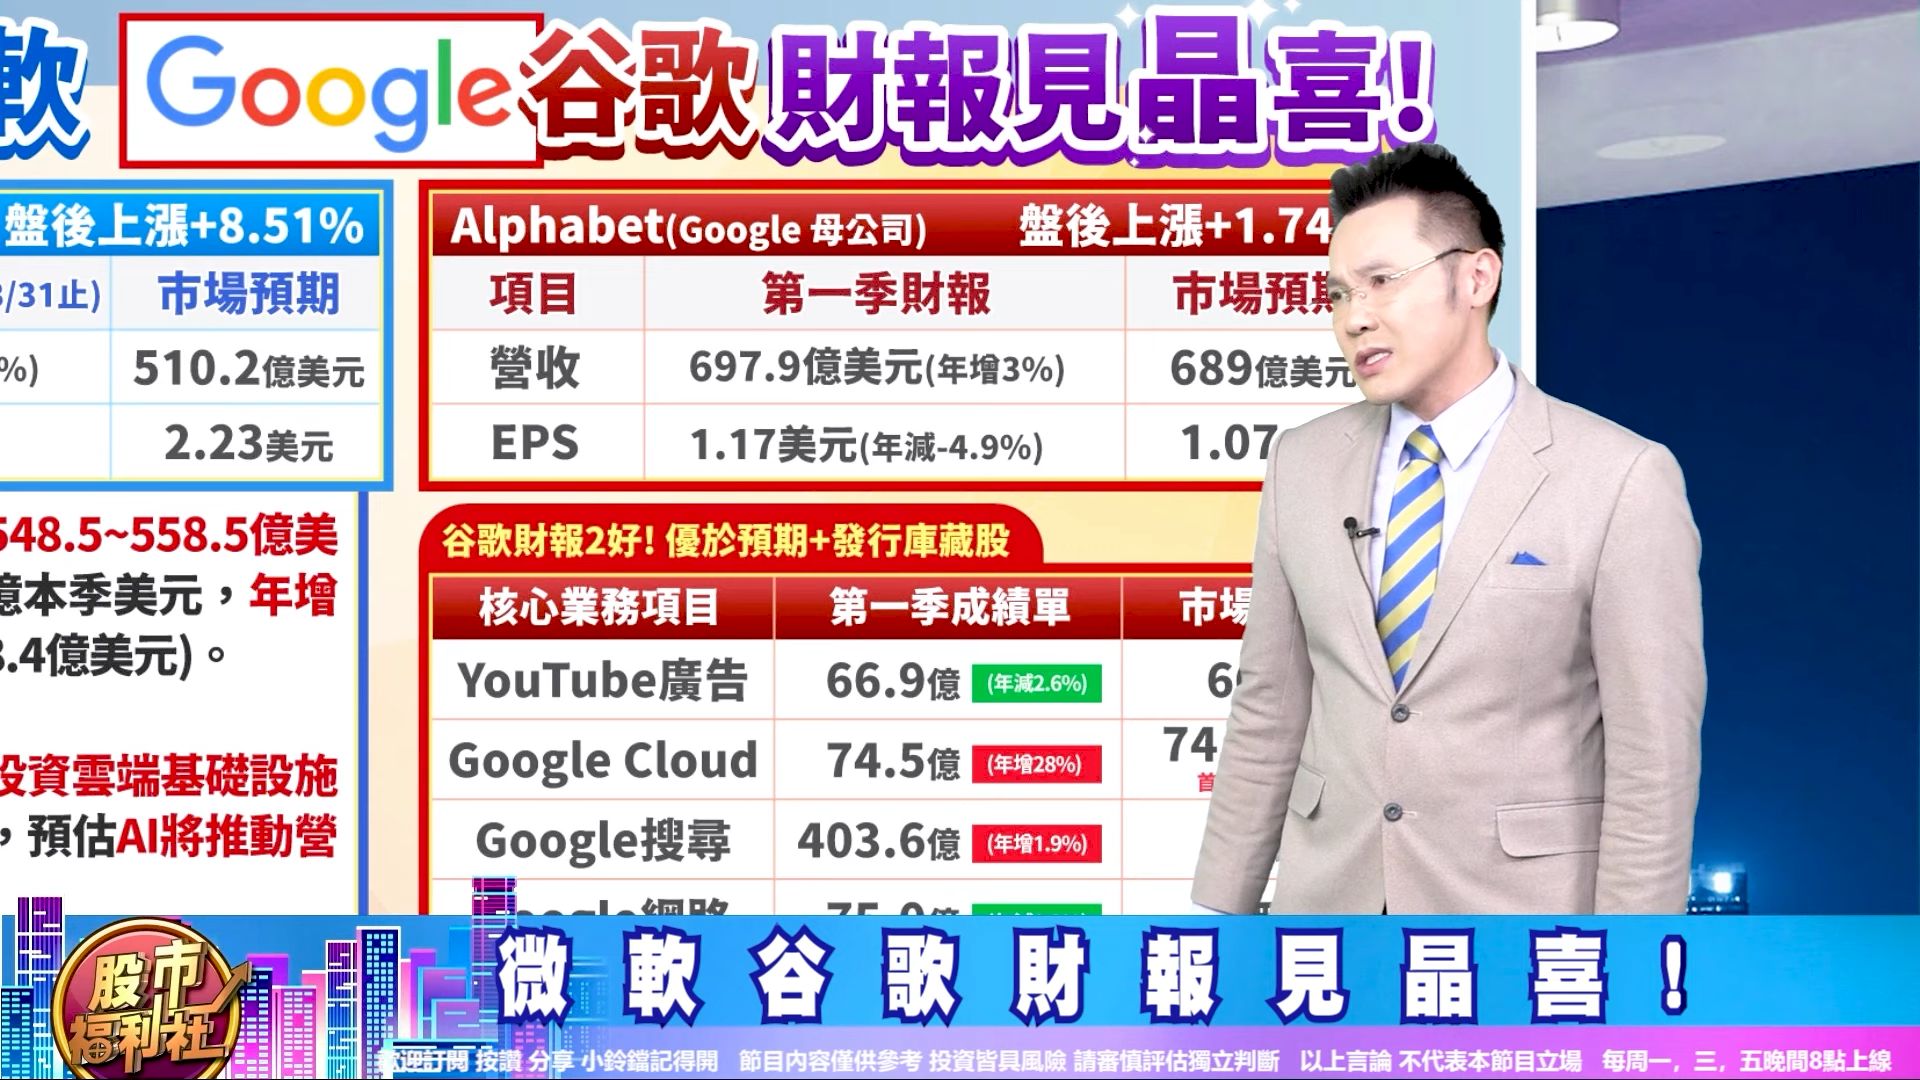 軟 Google 谷歌 財報見晶喜!
盤後上漲+8.51%
3/31止) 市場預期
%) 510.2億美元
2.23美元
548.5~558.5億美
億本季美元，年增
3.4億美元)。
投資雲端基礎設施
，預估AI將推動營
Alphabet(Google 母公司) 盤後上漲+1.74
項目 第一季財報 市場預期
營收 697.9億美元(年增3%) 689億美元
EPS 1.17美元(年減-4.9%) 1.07
谷歌財報2好! 優於預期+發行庫藏股
核心業務項目 第一季成績單 市場
YouTube廣告 66.9億 (年減2.6%) 6
Google Cloud 74.5億 (年增28%) 74
首
Google搜尋 403.6億 (年增1.9%)
股市
福利社
微軟谷歌財報見晶喜!
歡迎訂閱 按讚 分享 小鈴鐺記得開 節目內容僅供參考 投資皆具風險 請審慎評估獨立判斷 以上言論 不代表本節目立場 每周一，三，五晚間8點上線